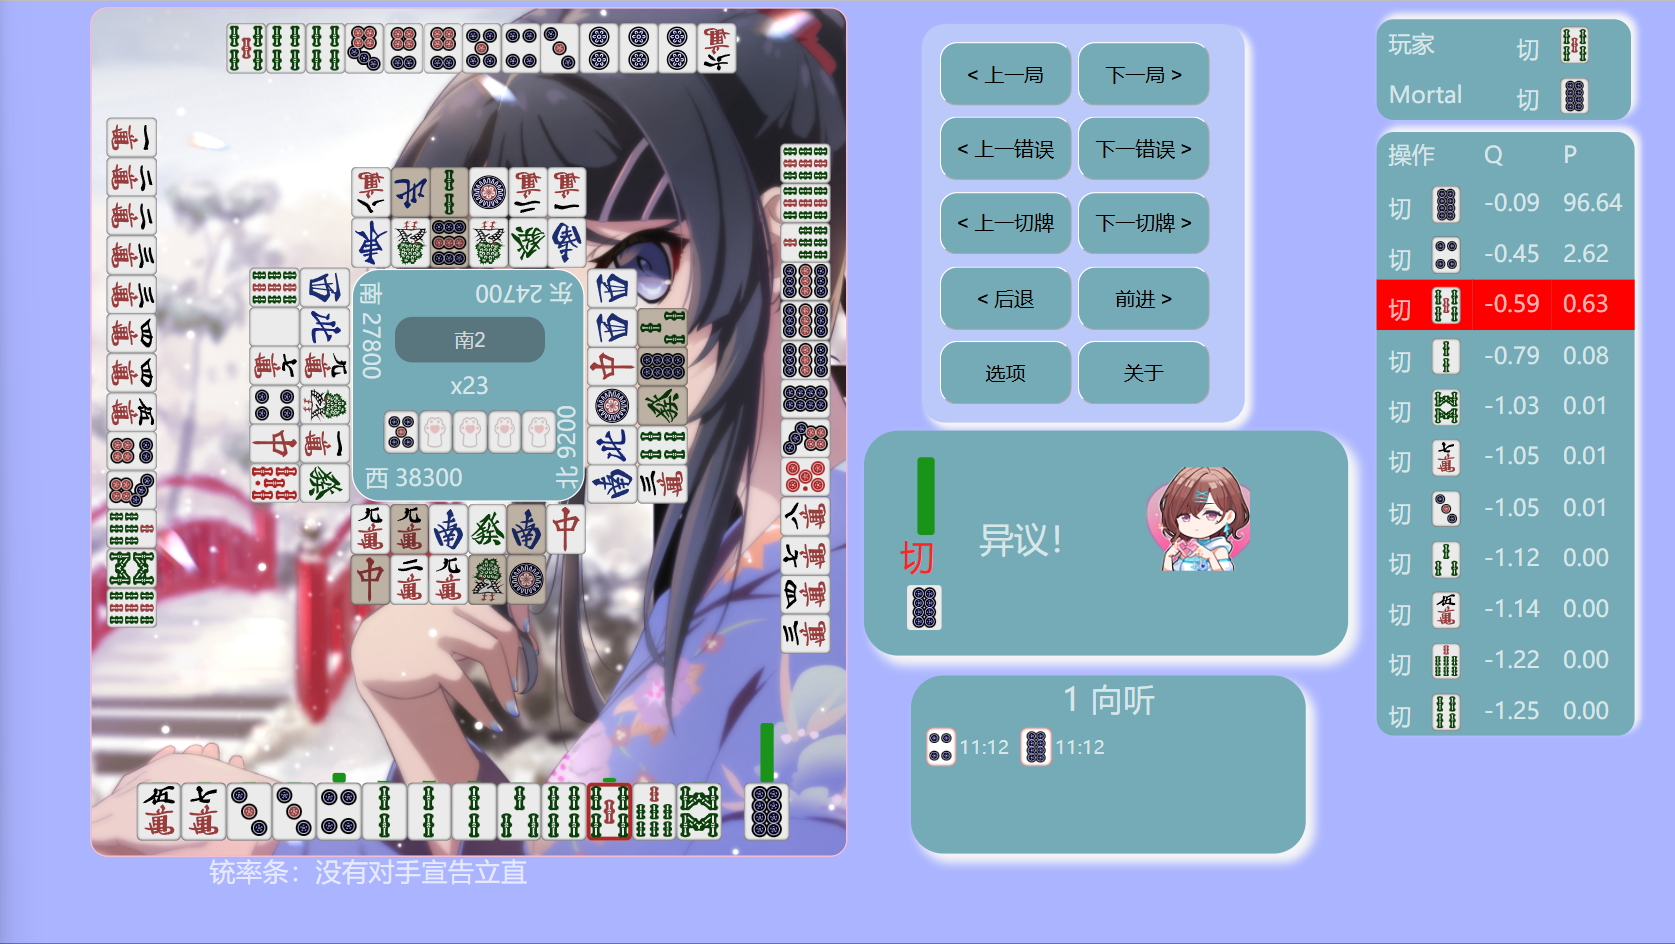 南2
x23
东 24700
南 27800
西 38300
北 9200
铳率条：没有对手宣告立直
< 上一局
下一局 >
< 上一错误
下一错误 >
< 上一切牌
下一切牌 >
< 后退
前进 >
选项
关于
切
异议！
1 向听
11:12
11:12
玩家 切
Mortal 切
操作 Q P
切 -0.09 96.64
切 -0.45 2.62
切 -0.59 0.63
切 -0.79 0.08
切 -1.03 0.01
切 -1.05 0.01
切 -1.05 0.01
切 -1.12 0.00
切 -1.14 0.00
切 -1.22 0.00
切 -1.25 0.00